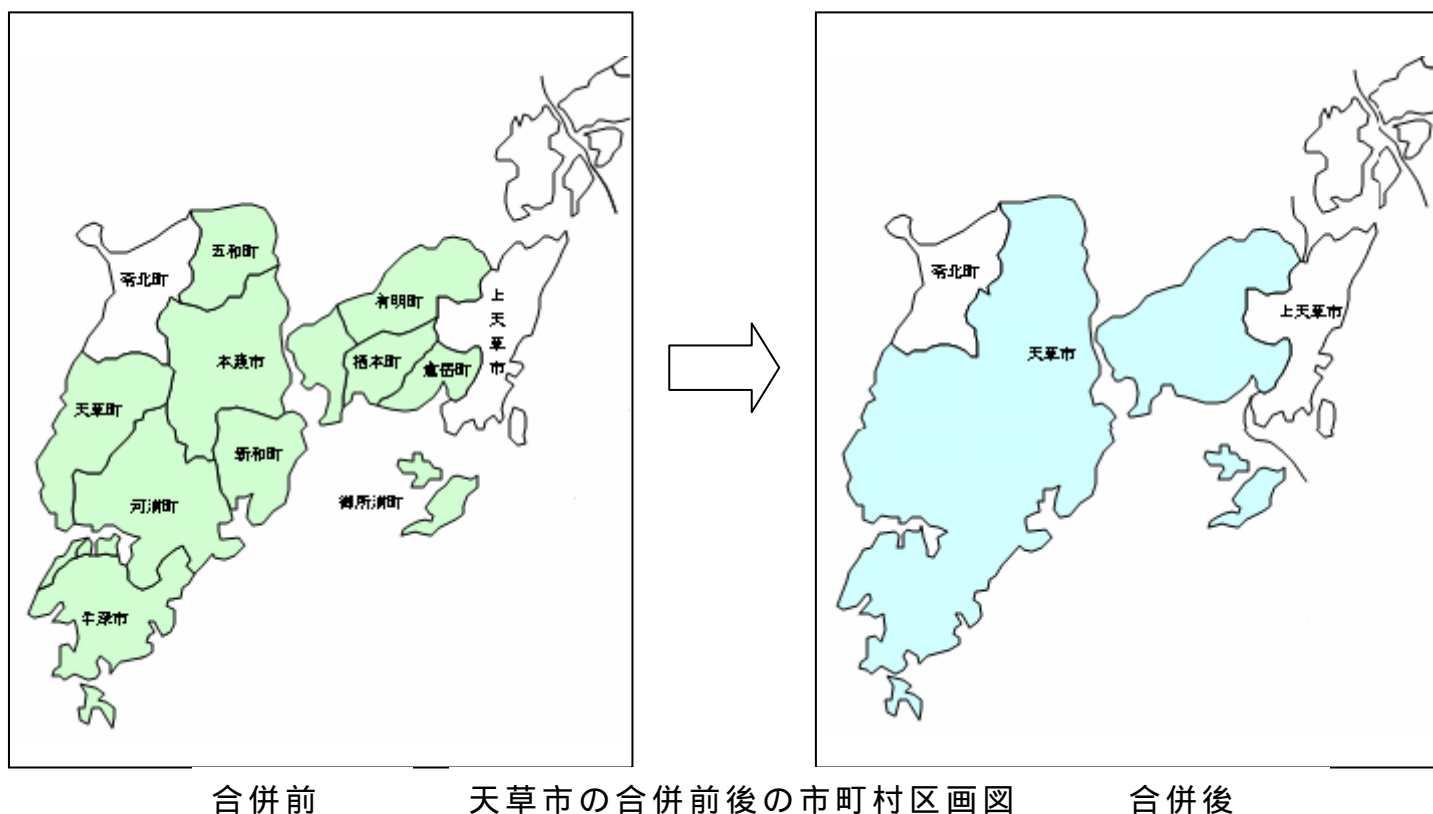 五和町
苓北町
有明町
上天草市
本渡市
栖本町
倉岳町
天草町
新和町
河浦町
御所浦町
牛深市
苓北町
上天草市
天草市
合併前
天草市の合併前後の市町村区画図
合併後